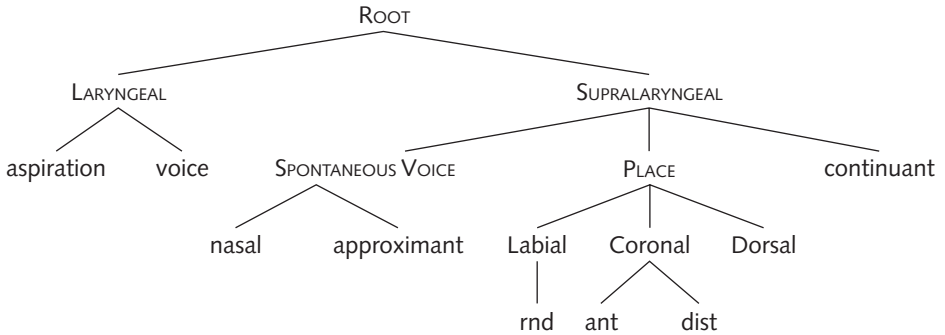 ROOT
LARYNGEAL SUPRALARYNGEAL
aspiration voice SPONTANEOUS VOICE PLACE continuant
nasal approximant Labial Coronal Dorsal
rnd ant dist